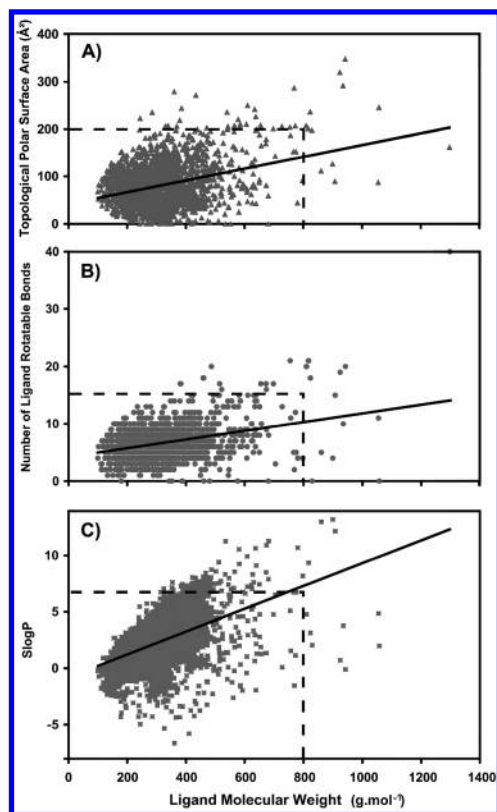 A)
Topological Polar Surface Area (Å²)
400
300
200
100
0
B)
Number of Ligand Rotatable Bonds
40
30
20
10
0
C)
SlogP
10
5
0
-5
0 200 400 600 800 1000 1200 1400
Ligand Molecular Weight (g.mol⁻¹)